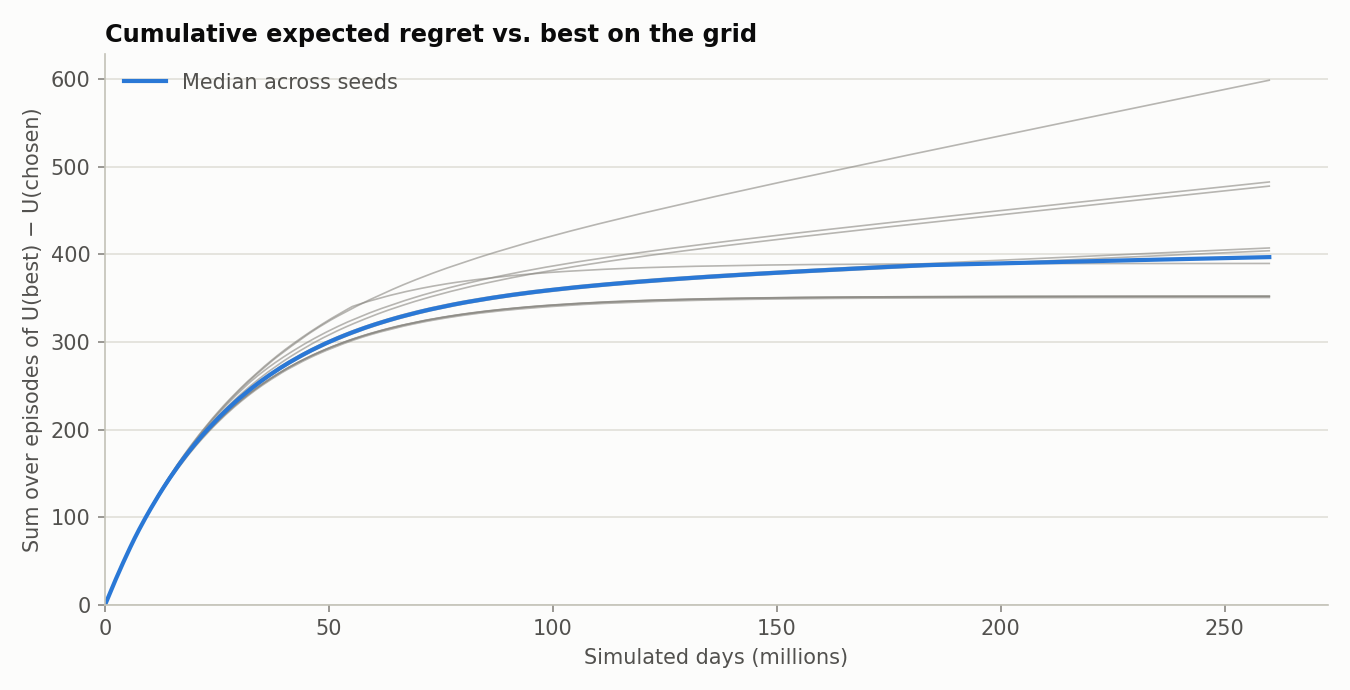 Cumulative expected regret vs. best on the grid
Median across seeds
Sum over episodes of U(best) − U(chosen)
600
500
400
300
200
100
0
0 50 100 150 200 250
Simulated days (millions)